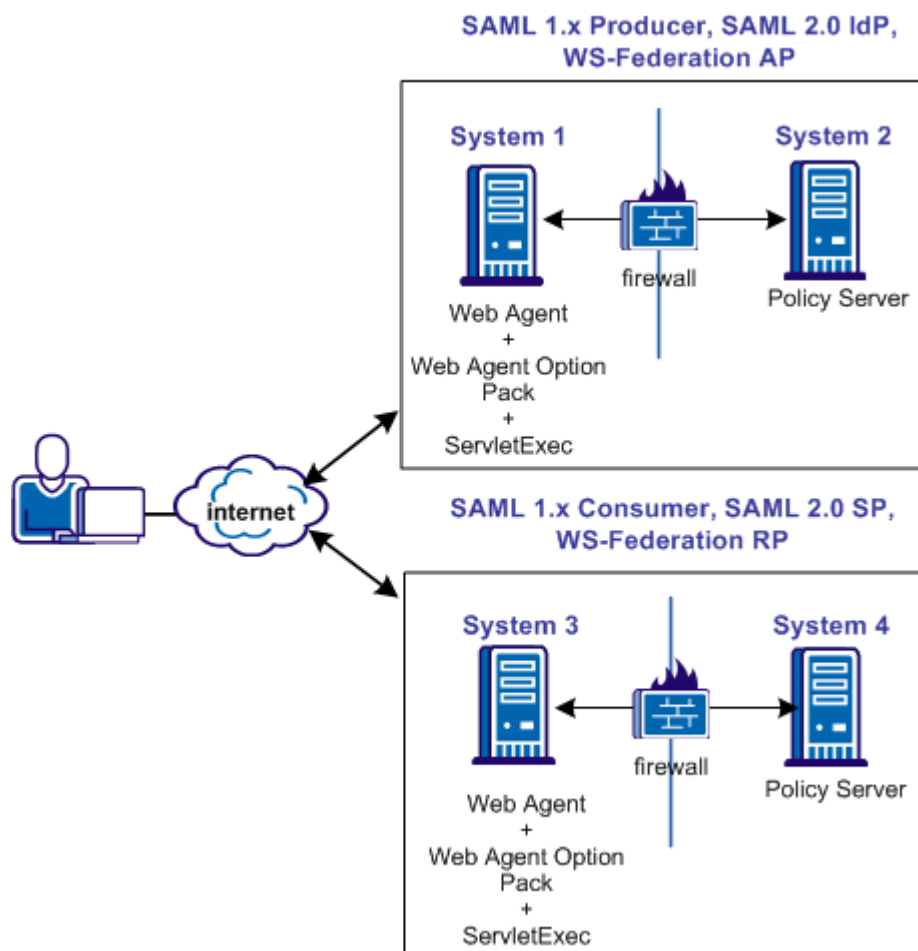 SAML 1.x Producer, SAML 2.0 IdP,
WS-Federation AP
System 1
System 2
firewall
Policy Server
Web Agent
+
Web Agent Option
Pack
+
ServletExec
internet
SAML 1.x Consumer, SAML 2.0 SP,
WS-Federation RP
System 3
System 4
firewall
Policy Server
Web Agent
+
Web Agent Option
Pack
+
ServletExec